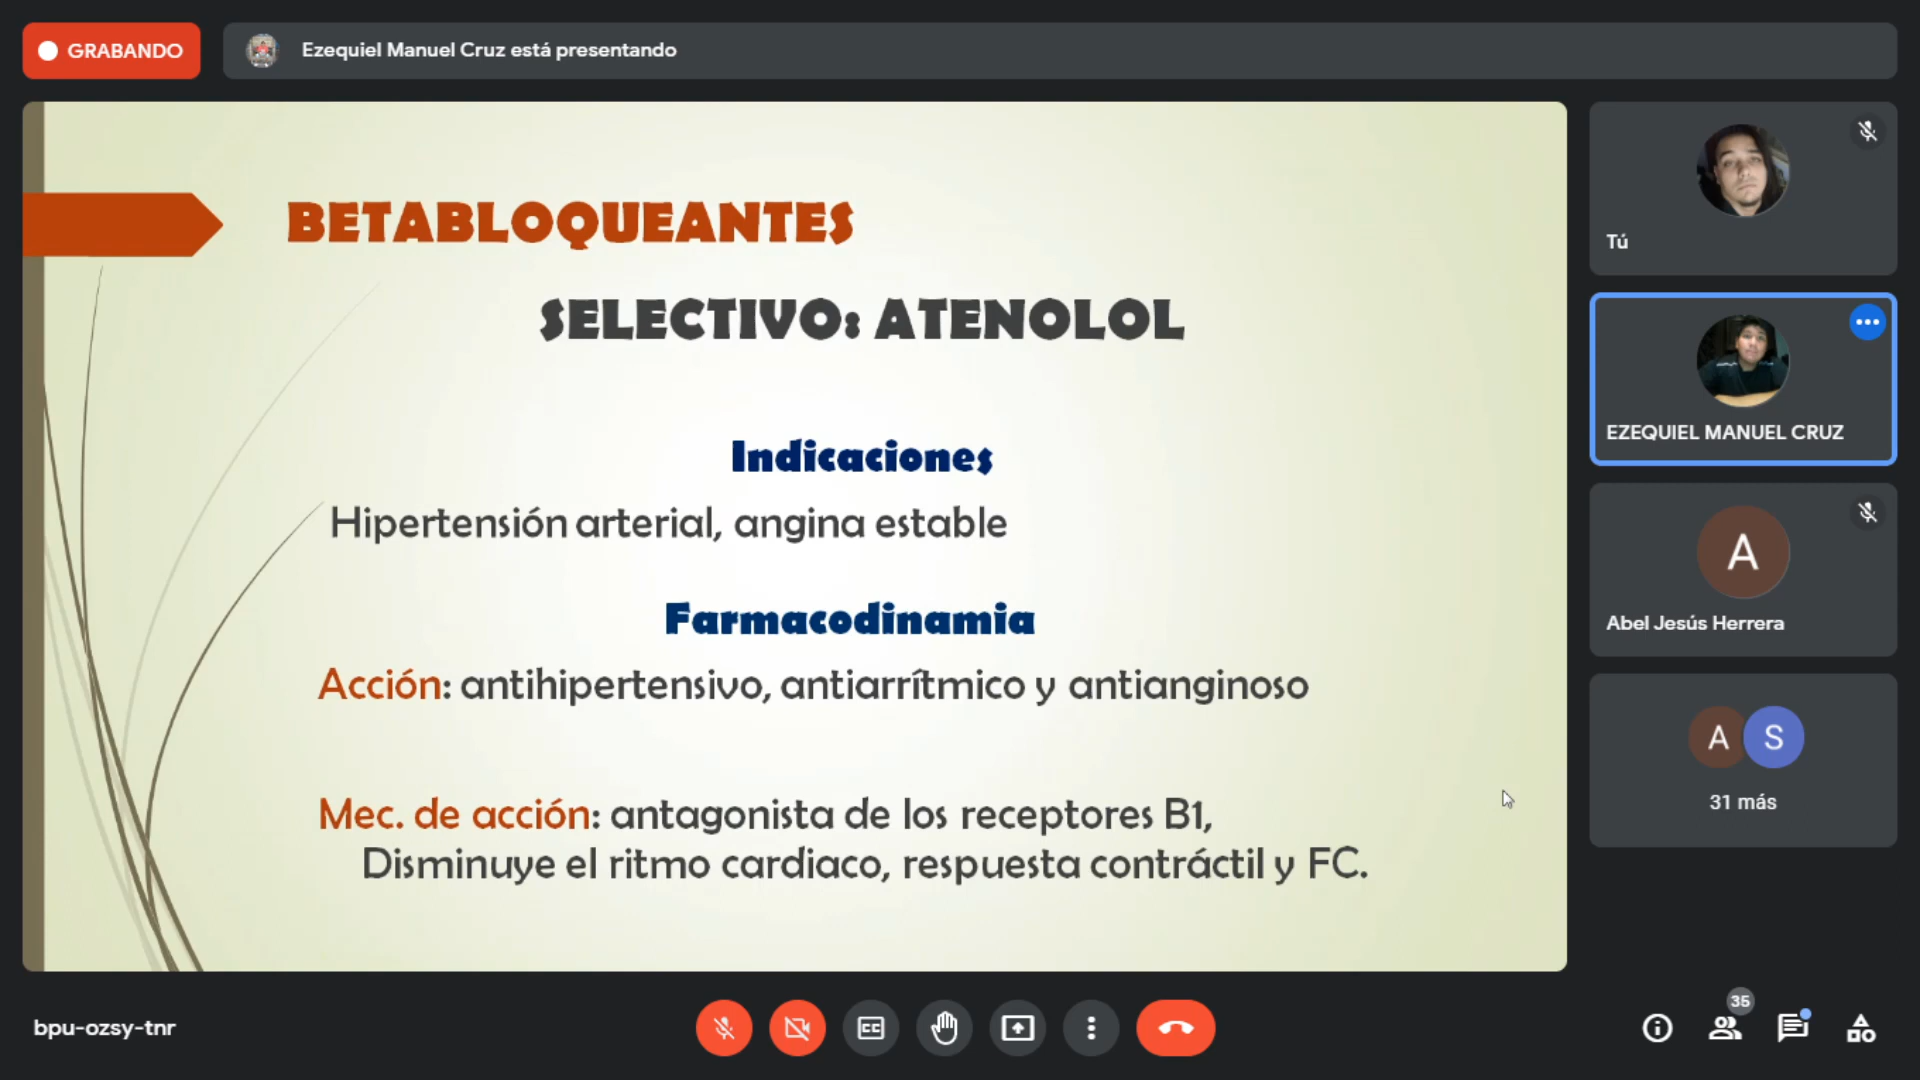 GRABANDO
Ezequiel Manuel Cruz está presentando
BETABLOQUEANTES
SELECTIVO: ATENOLOL
Indicaciones
Hipertensión arterial, angina estable
Farmacodinamia
Acción: antihipertensivo, antiarrítmico y antianginoso
Mec. de acción: antagonista de los receptores B1,
Disminuye el ritmo cardiaco, respuesta contráctil y FC.
Tú
EZEQUIEL MANUEL CRUZ
A
Abel Jesús Herrera
A S
31 más
bpu-ozsy-tnr
CC
35